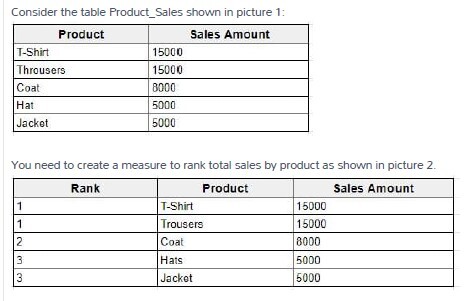 Consider the table Product_Sales shown in picture 1:
Product Sales Amount
T-Shirt 15000
Throusers 15000
Coat 8000
Hat 5000
Jacket 5000
You need to create a measure to rank total sales by product as shown in picture 2.
Rank Product Sales Amount
1 T-Shirt 15000
1 Trousers 15000
2 Coat 8000
3 Hats 5000
3 Jacket 5000